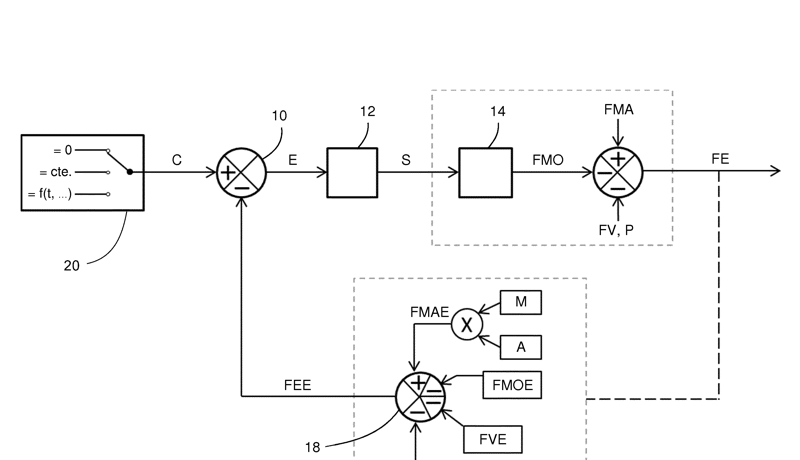 10
12
14
FMA
= 0
= cte.
= f(t, ...)
C
E
S
FMO
FE
FV, P
20
M
FMAE
X
A
FEE
FMOE
18
FVE